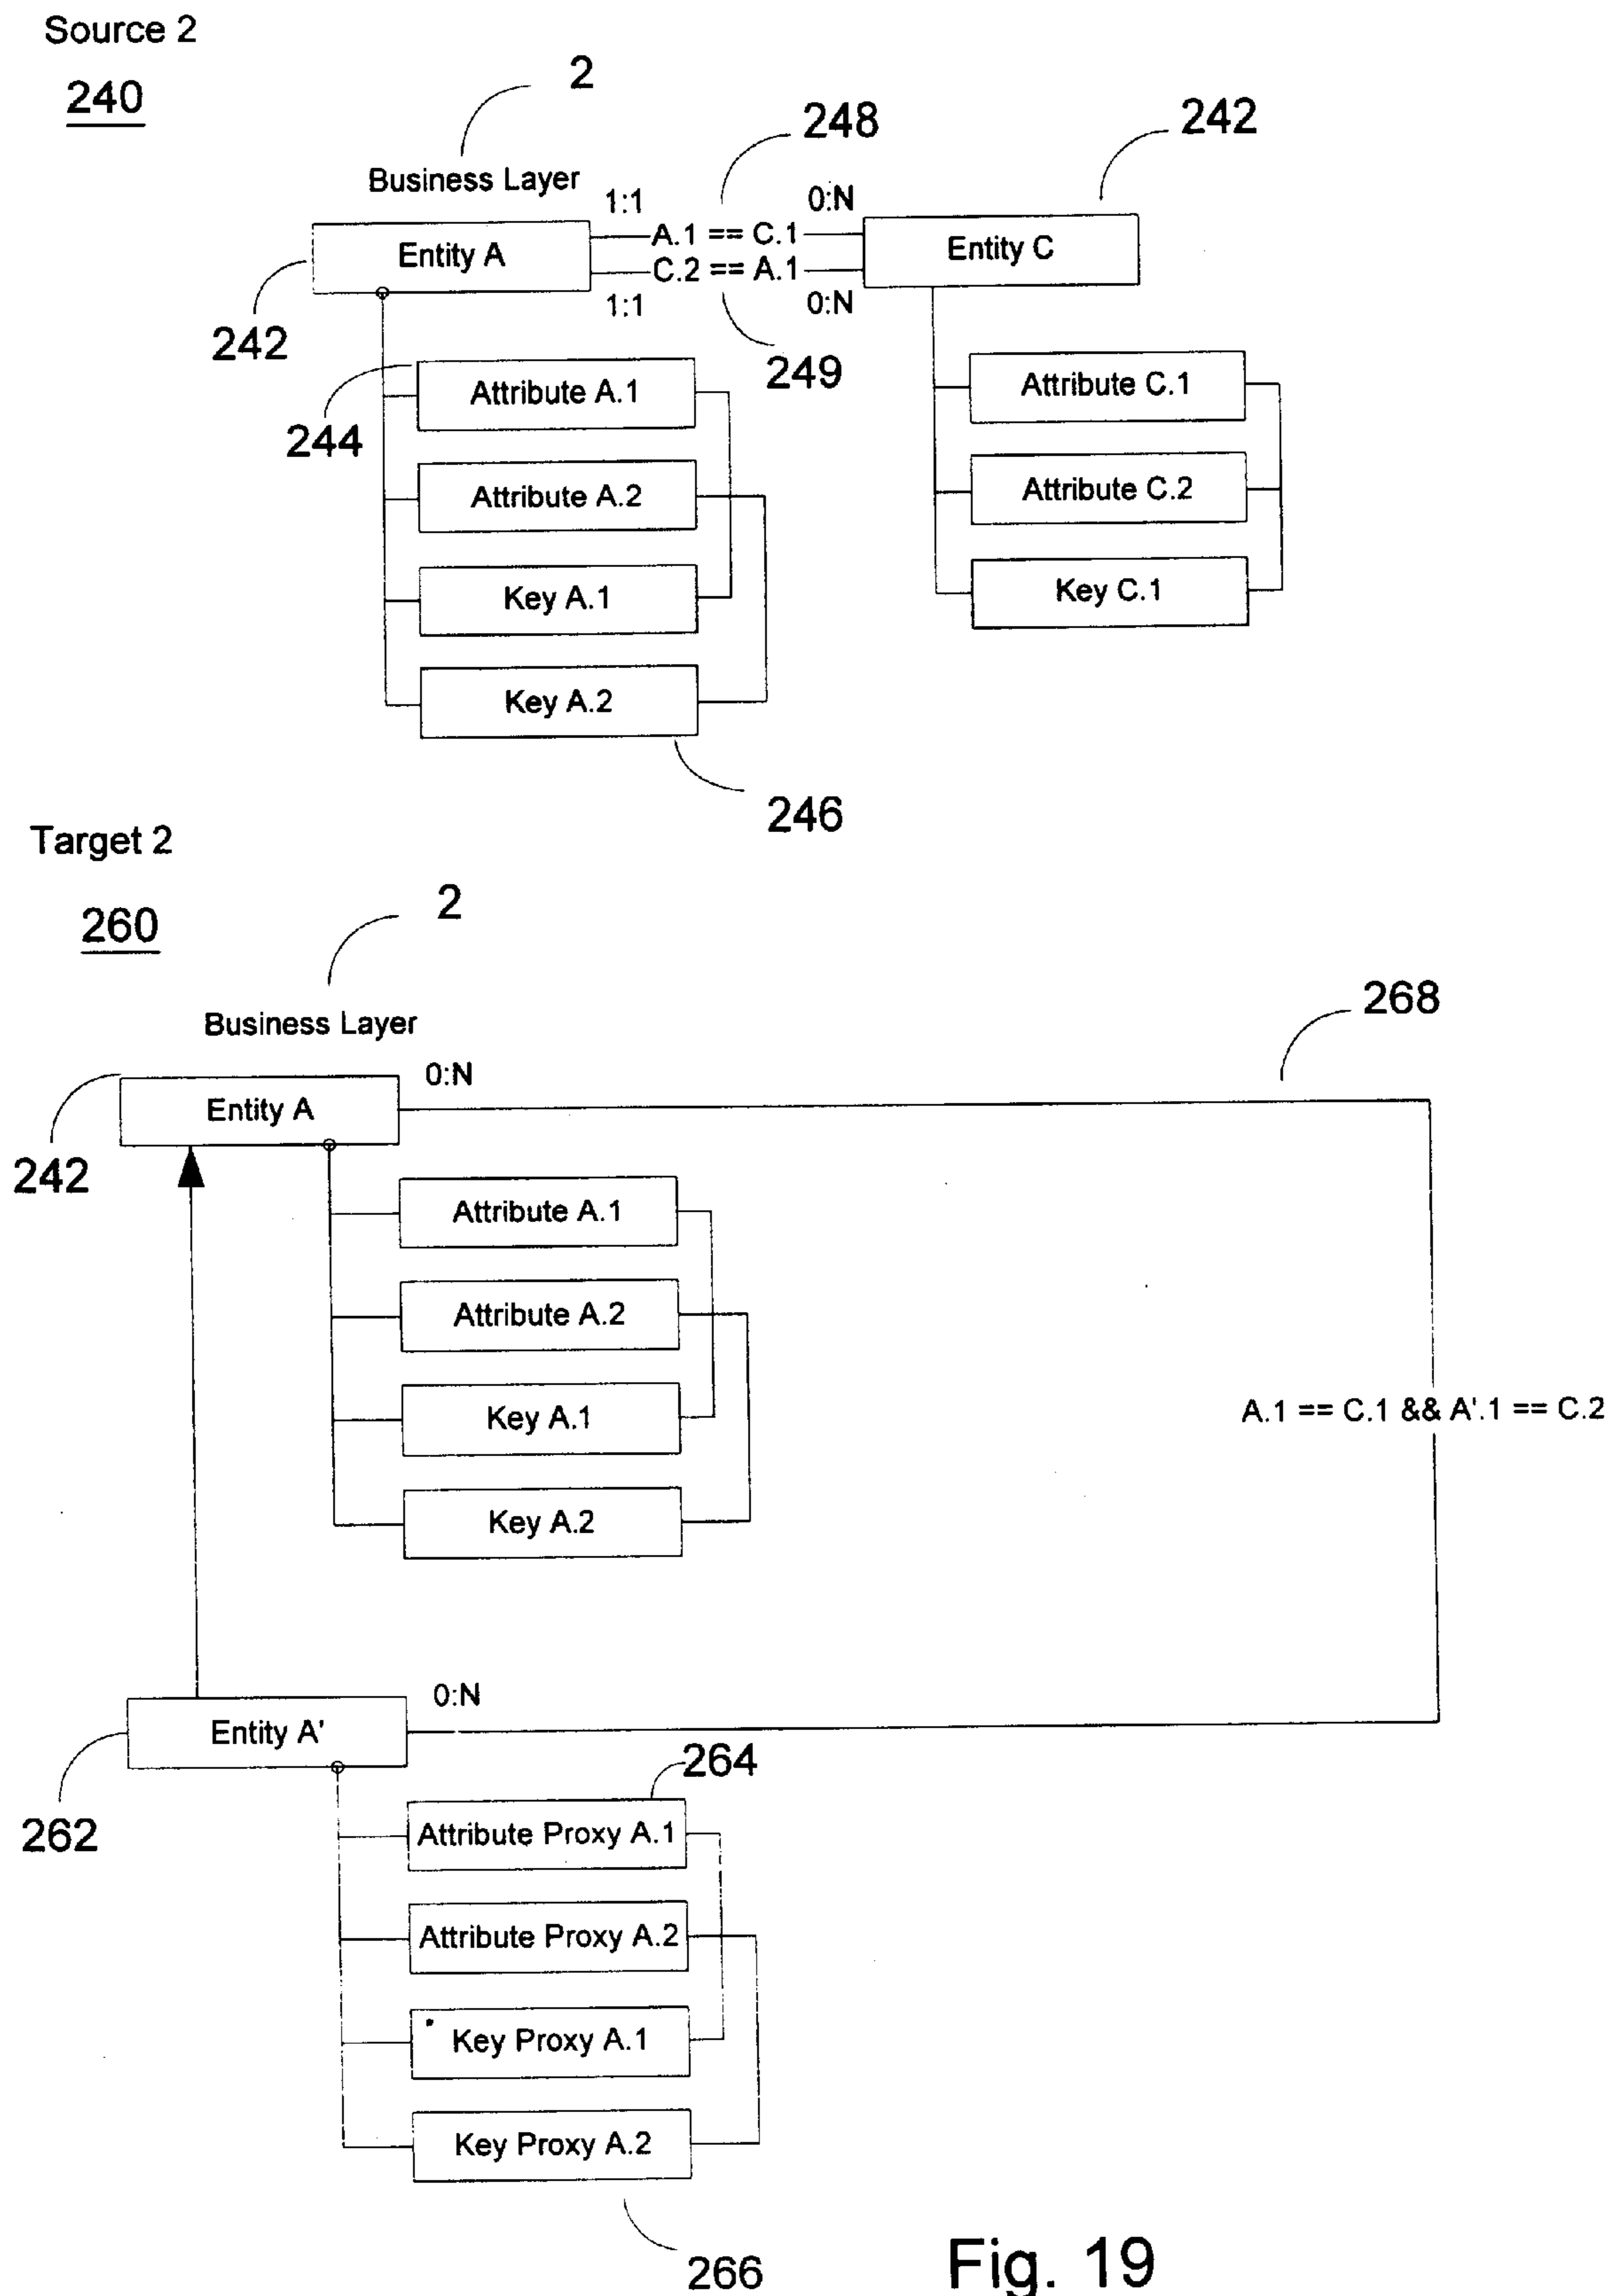 Source 2
240
2
248
242
Business Layer
1:1
0:N
Entity A
A.1 == C.1
C.2 == A.1
Entity C
1:1
0:N
242
249
244
Attribute A.1
Attribute C.1
Attribute A.2
Attribute C.2
Key A.1
Key C.1
Key A.2
246
Target 2
260
2
268
Business Layer
0:N
Entity A
242
Attribute A.1
Attribute A.2
Key A.1
A.1 == C.1 && A'.1 == C.2
Key A.2
0:N
Entity A'
264
262
Attribute Proxy A.1
Attribute Proxy A.2
Key Proxy A.1
Key Proxy A.2
266
Fig. 19